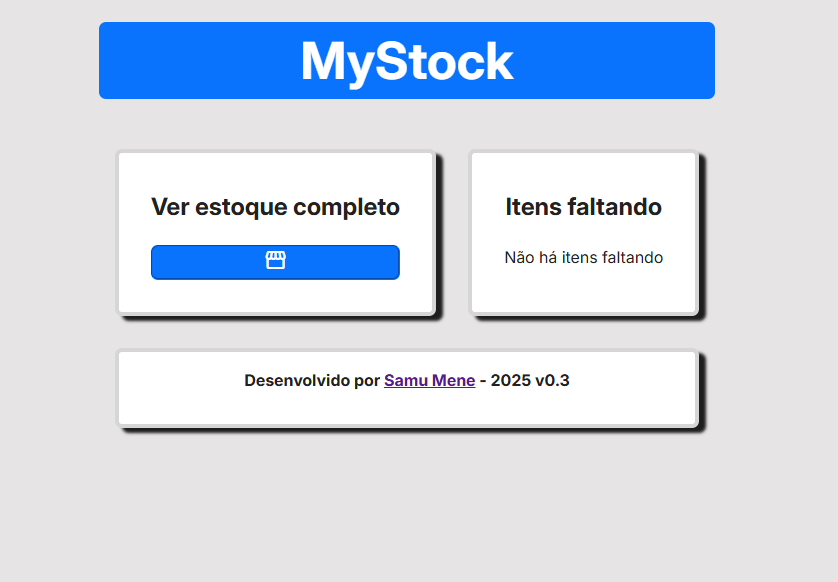 MyStock
Ver estoque completo
Itens faltando
Não há itens faltando
Desenvolvido por Samu Mene - 2025 v0.3